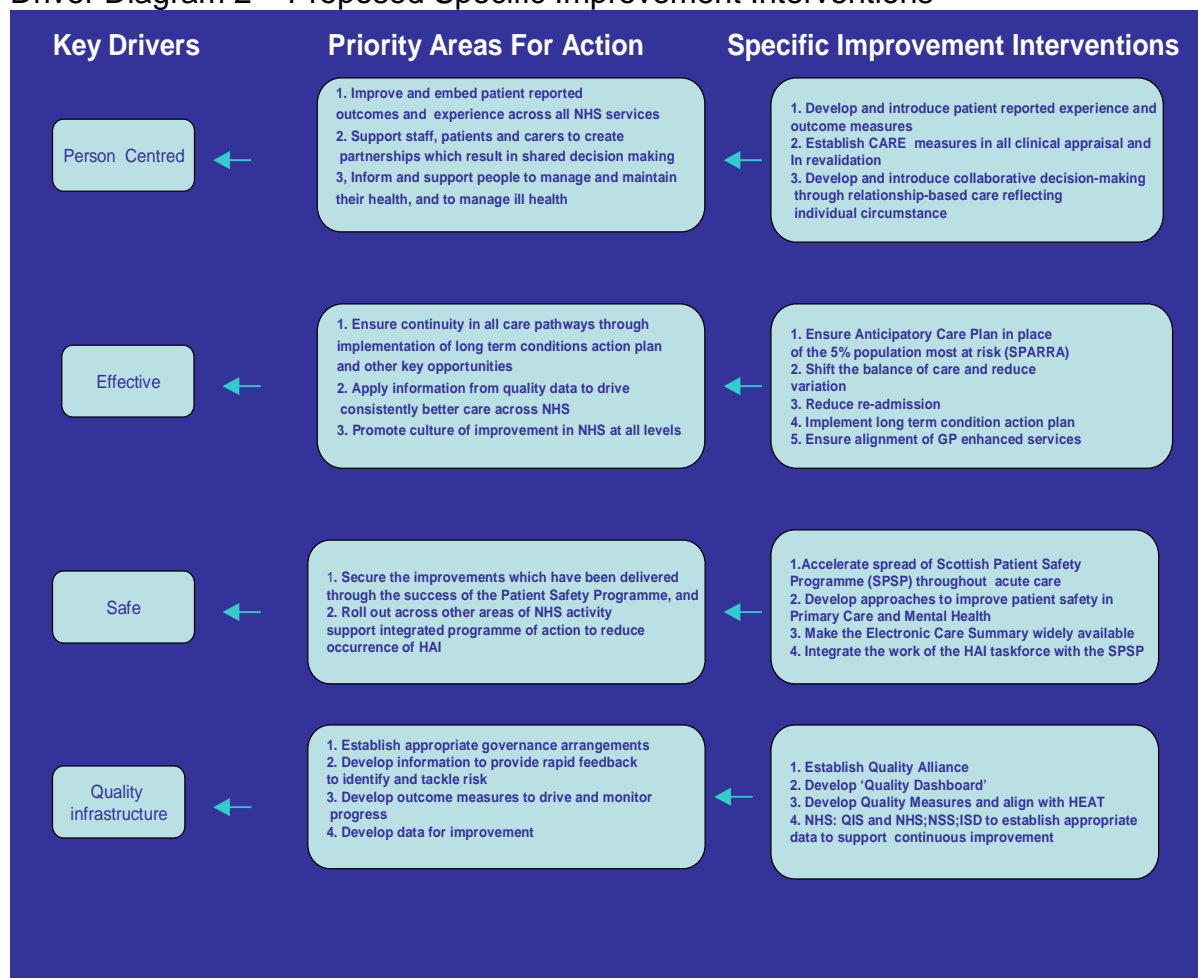 Driver Diagram 2 – Proposed Specific Improvement Interventions
Key Drivers
Priority Areas For Action
Specific Improvement Interventions
Person Centred
1. Improve and embed patient reported
outcomes and experience across all NHS services
2. Support staff, patients and carers to create
partnerships which result in shared decision making
3, Inform and support people to manage and maintain
their health, and to manage ill health
1. Develop and introduce patient reported experience and
outcome measures
2. Establish CARE measures in all clinical appraisal and
In revalidation
3. Develop and introduce collaborative decision-making
through relationship-based care reflecting
individual circumstance
Effective
1. Ensure continuity in all care pathways through
implementation of long term conditions action plan
and other key opportunities
2. Apply information from quality data to drive
consistently better care across NHS
3. Promote culture of improvement in NHS at all levels
1. Ensure Anticipatory Care Plan in place
of the 5% population most at risk (SPARRA)
2. Shift the balance of care and reduce
variation
3. Reduce re-admission
4. Implement long term condition action plan
5. Ensure alignment of GP enhanced services
Safe
1. Secure the improvements which have been delivered
through the success of the Patient Safety Programme, and
2. Roll out across other areas of NHS activity
support integrated programme of action to reduce
occurrence of HAI
1.Accelerate spread of Scottish Patient Safety
Programme (SPSP) throughout acute care
2. Develop approaches to improve patient safety in
Primary Care and Mental Health
3. Make the Electronic Care Summary widely available
4. Integrate the work of the HAI taskforce with the SPSP
Quality
infrastructure
1. Establish appropriate governance arrangements
2. Develop information to provide rapid feedback
to identify and tackle risk
3. Develop outcome measures to drive and monitor
progress
4. Develop data for improvement
1. Establish Quality Alliance
2. Develop ‘Quality Dashboard’
3. Develop Quality Measures and align with HEAT
4. NHS: QIS and NHS;NSS;ISD to establish appropriate
data to support continuous improvement